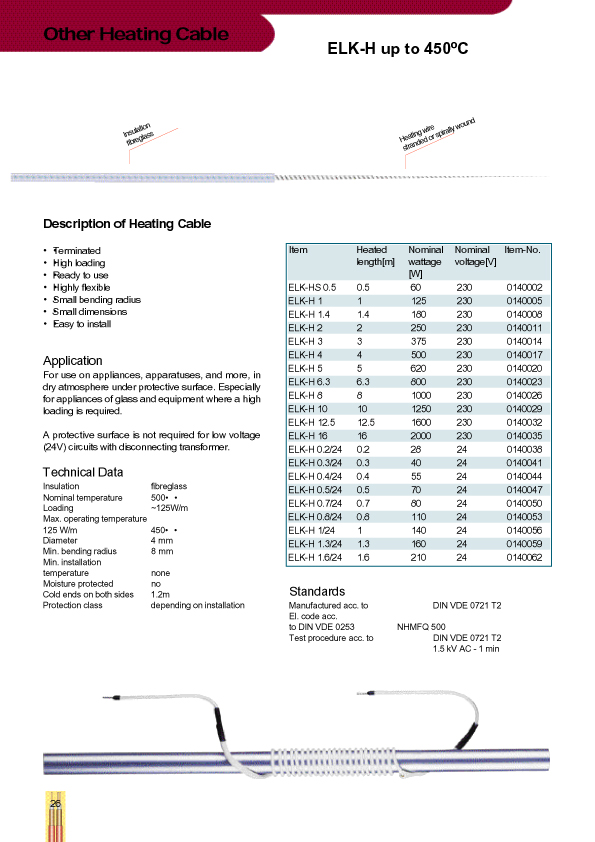 Other Heating Cable
ELK-H up to 450ºC
Insulation
fibreglass
Heating wire
stranded or spirally wound
Description of Heating Cable
• Terminated
• High loading
• Ready to use
• Highly flexible
• Small bending radius
• Small dimensions
• Easy to install
Application
For use on appliances, apparatuses, and more, in
dry atmosphere under protective surface. Especially
for appliances of glass and equipment where a high
loading is required.
A protective surface is not required for low voltage
(24V) circuits with disconnecting transformer.
Technical Data
Insulation fibreglass
Nominal temperature 500• •
Loading ~125W/m
Max. operating temperature
125 W/m 450• •
Diameter 4 mm
Min. bending radius 8 mm
Min. installation
temperature none
Moisture protected no
Cold ends on both sides 1.2m
Protection class depending on installation
Item Heated Nominal Nominal Item-No.
length[m] wattage voltage[V]
[W]
ELK-HS 0.5 0.5 60 230 0140002
ELK-H 1 1 125 230 0140005
ELK-H 1.4 1.4 180 230 0140008
ELK-H 2 2 250 230 0140011
ELK-H 3 3 375 230 0140014
ELK-H 4 4 500 230 0140017
ELK-H 5 5 620 230 0140020
ELK-H 6.3 6.3 800 230 0140023
ELK-H 8 8 1000 230 0140026
ELK-H 10 10 1250 230 0140029
ELK-H 12.5 12.5 1600 230 0140032
ELK-H 16 16 2000 230 0140035
ELK-H 0.2/24 0.2 28 24 0140038
ELK-H 0.3/24 0.3 40 24 0140041
ELK-H 0.4/24 0.4 55 24 0140044
ELK-H 0.5/24 0.5 70 24 0140047
ELK-H 0.7/24 0.7 80 24 0140050
ELK-H 0.8/24 0.8 110 24 0140053
ELK-H 1/24 1 140 24 0140056
ELK-H 1.3/24 1.3 160 24 0140059
ELK-H 1.6/24 1.6 210 24 0140062
Standards
Manufactured acc. to DIN VDE 0721 T2
El. code acc.
to DIN VDE 0253 NHMFQ 500
Test procedure acc. to DIN VDE 0721 T2
1.5 kV AC - 1 min
26